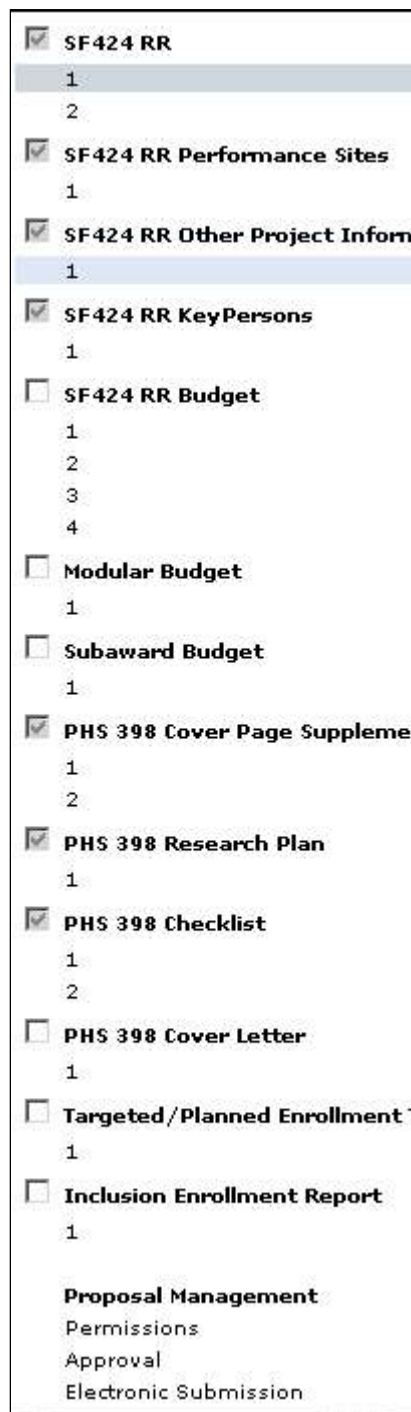 SF424 RR
1
2
SF424 RR Performance Sites
1
SF424 RR Other Project Inform
1
SF424 RR KeyPersons
1
SF424 RR Budget
1
2
3
4
Modular Budget
1
Subaward Budget
1
PHS 398 Cover Page Suppleme
1
2
PHS 398 Research Plan
1
PHS 398 Checklist
1
2
PHS 398 Cover Letter
1
Targeted/Planned Enrollment T
1
Inclusion Enrollment Report
1
Proposal Management
Permissions
Approval
Electronic Submission